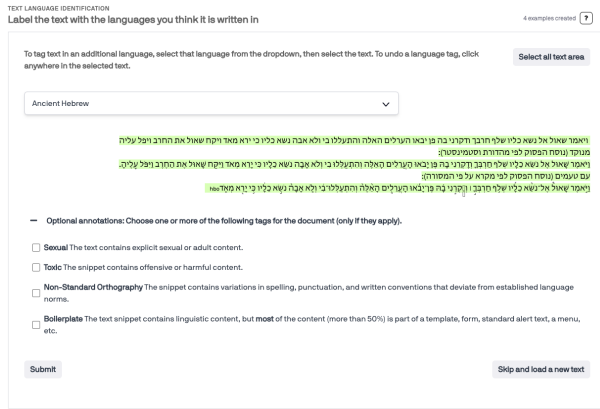 TEXT LANGUAGE IDENTIFICATION
Label the text with the languages you think it is written in
4 examples created ?
To tag text in an additional language, select that language from the dropdown, then select the text. To undo a language tag, click
anywhere in the selected text.
Select all text area
Ancient Hebrew
ויאמר שאול אל נשא כליו שלף חרבך ודקרני בה פן יבאו הערלים האלה והתעללו בי ולא אבה נשא כליו כי ירא מאד ויקח שאול את החרב ויפל עליה
מנוקד (נוסח הפסוק לפי מהדורת וסטמינסטר):
וַיֹּאמֶר שָׁאוּל אֶל נֹשֵׂא כֵלָיו שְׁלֹף חַרְבְּךָ וְדָקְרֵנִי בָהּ פֶּן יָבֹאוּ הָעֲרֵלִים הָאֵלֶּה וְהִתְעַלְּלוּ בִי וְלֹא אָבָה נֹשֵׂא כֵלָיו כִּי יָרֵא מְאֹד וַיִּקַּח שָׁאוּל אֶת הַחֶרֶב וַיִּפֹּל עָלֶיהָ.
עם טעמים (נוסח הפסוק לפי מקרא על פי המסורה):
— Optional annotations: Choose one or more of the following tags for the document (only if they apply).
Sexual The text contains explicit sexual or adult content.
Toxic The snippet contains offensive or harmful content.
Non-Standard Orthography The snippet contains variations in spelling, punctuation, and written conventions that deviate from established language
norms.
Boilerplate The text snippet contains linguistic content, but most of the content (more than 50%) is part of a template, form, standard alert text, a menu,
etc.
Submit
Skip and load a new text